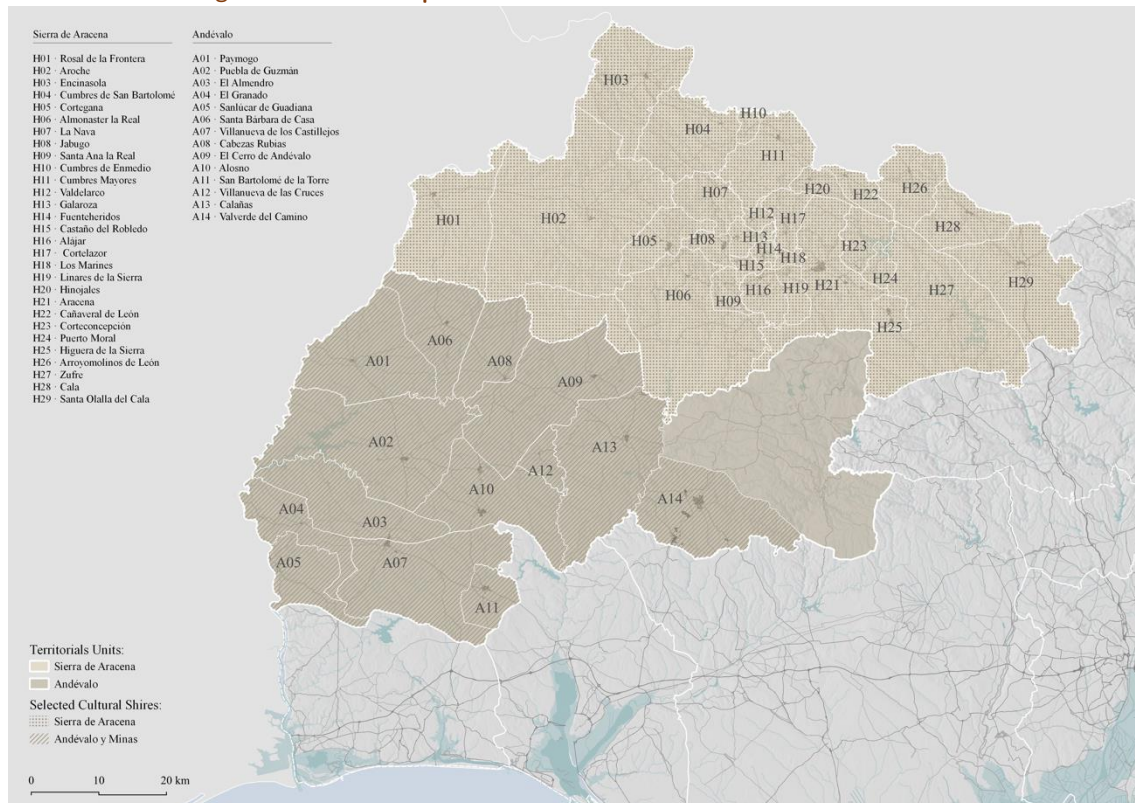 Sierra de Aracena
H01 · Rosal de la Frontera
H02 · Aroche
H03 · Encinasola
H04 · Cumbres de San Bartolomé
H05 · Cortegana
H06 · Almonaster la Real
H07 · La Nava
H08 · Jabugo
H09 · Santa Ana la Real
H10 · Cumbres de Enmedio
H11 · Cumbres Mayores
H12 · Valdelarco
H13 · Galaroza
H14 · Fuenteheridos
H15 · Castaño del Robledo
H16 · Alájar
H17 · Cortelazor
H18 · Los Marines
H19 · Linares de la Sierra
H20 · Hinojales
H21 · Aracena
H22 · Cañaveral de León
H23 · Corteconcepción
H24 · Puerto Moral
H25 · Higuera de la Sierra
H26 · Arroyomolinos de León
H27 · Zufre
H28 · Cala
H29 · Santa Olalla del Cala
Andévalo
A01 · Paymogo
A02 · Puebla de Guzmán
A03 · El Almendro
A04 · El Granado
A05 · Sanlúcar de Guadiana
A06 · Santa Bárbara de Casa
A07 · Villanueva de los Castillejos
A08 · Cabezas Rubias
A09 · El Cerro de Andévalo
A10 · Alosno
A11 · San Bartolomé de la Torre
A12 · Villanueva de las Cruces
A13 · Calañas
A14 · Valverde del Camino
H03
H10
H04
H11
H07
H20
H22
H26
H01
H02
H12
H17
H28
H05
H08
H13
H14
H23
H15
H18
H29
H06
H09
H16
H19
H21
H24
H27
H25
A06
A01
A08
A09
A02
A13
A12
A10
A14
A04
A03
A05
A07
A11
Territorials Units:
Sierra de Aracena
Andévalo
Selected Cultural Shires:
Sierra de Aracena
Andévalo y Minas
0 10 20 km